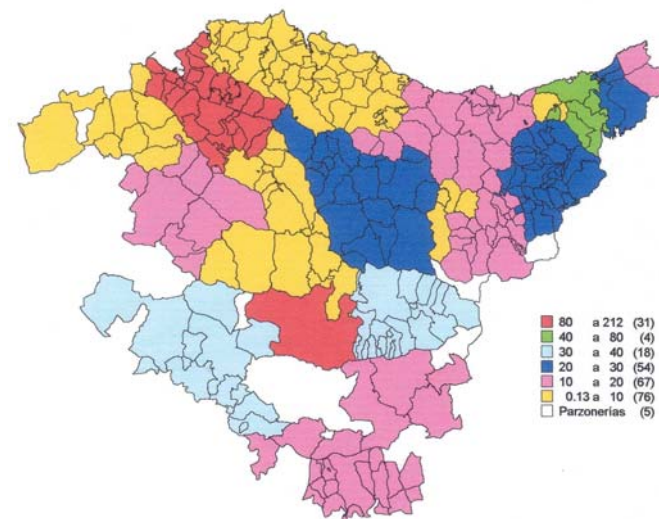 80 a 212 (31)
40 a 80 (4)
30 a 40 (18)
20 a 30 (54)
10 a 20 (67)
0.13 a 10 (76)
Parzonerías (5)